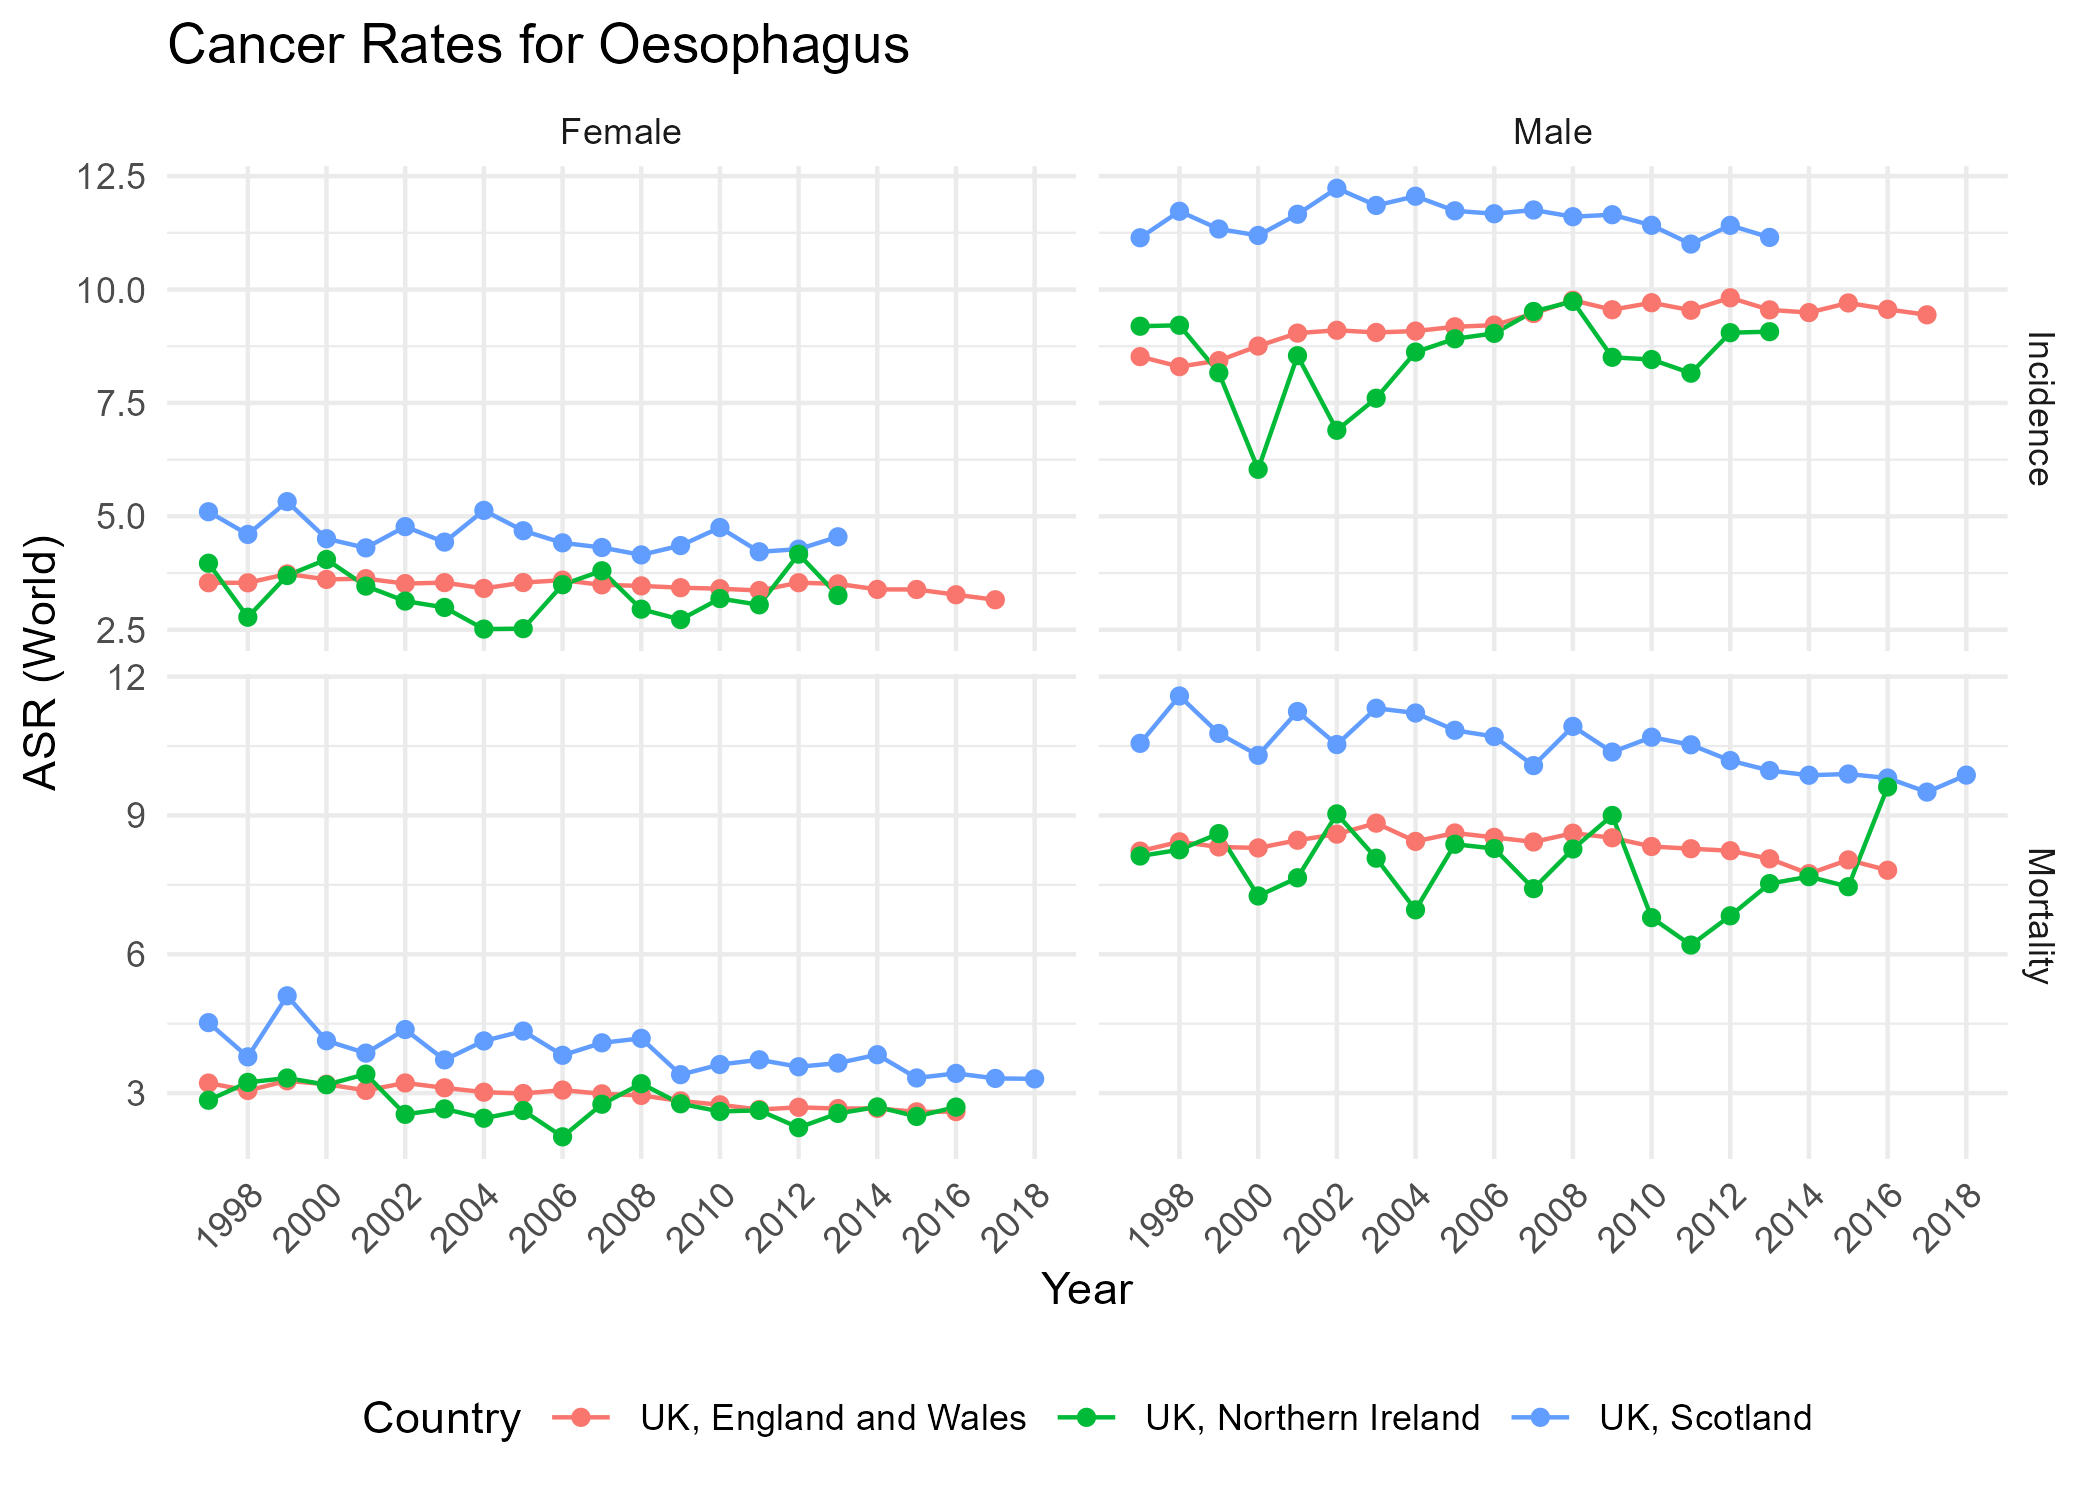 Cancer Rates for Oesophagus
Female
Male
12.5
10.0
7.5
5.0
2.5
Incidence
12
9
6
3
Mortality
ASR (World)
1998 2000 2002 2004 2006 2008 2010 2012 2014 2016 2018
1998 2000 2002 2004 2006 2008 2010 2012 2014 2016 2018
Year
Country UK, England and Wales UK, Northern Ireland UK, Scotland